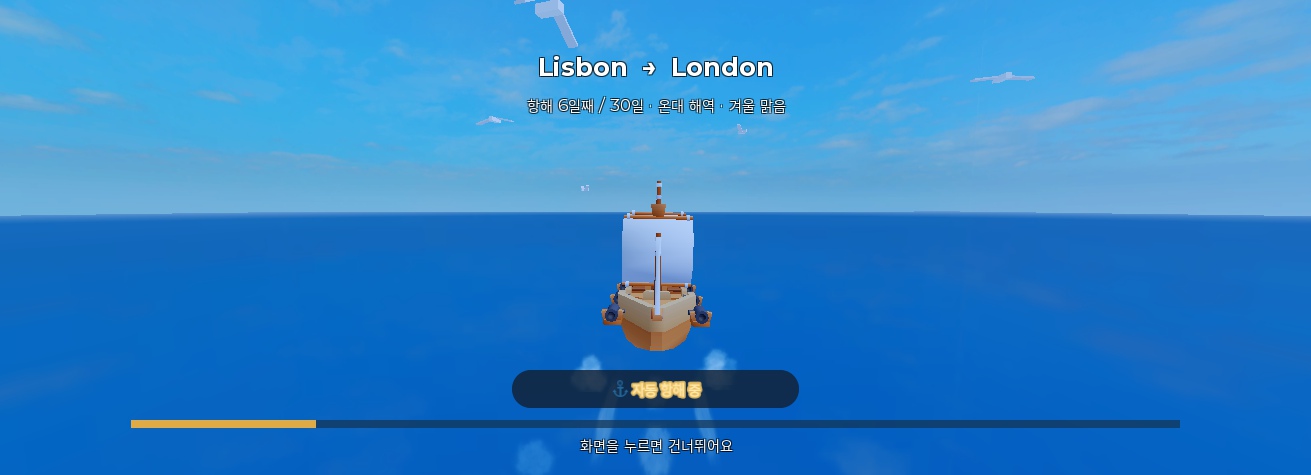 Lisbon → London
항해 6일째 / 30일 · 온대 해역 · 겨울 맑음
⚓ 자동 항해 중
화면을 누르면 건너뛰어요